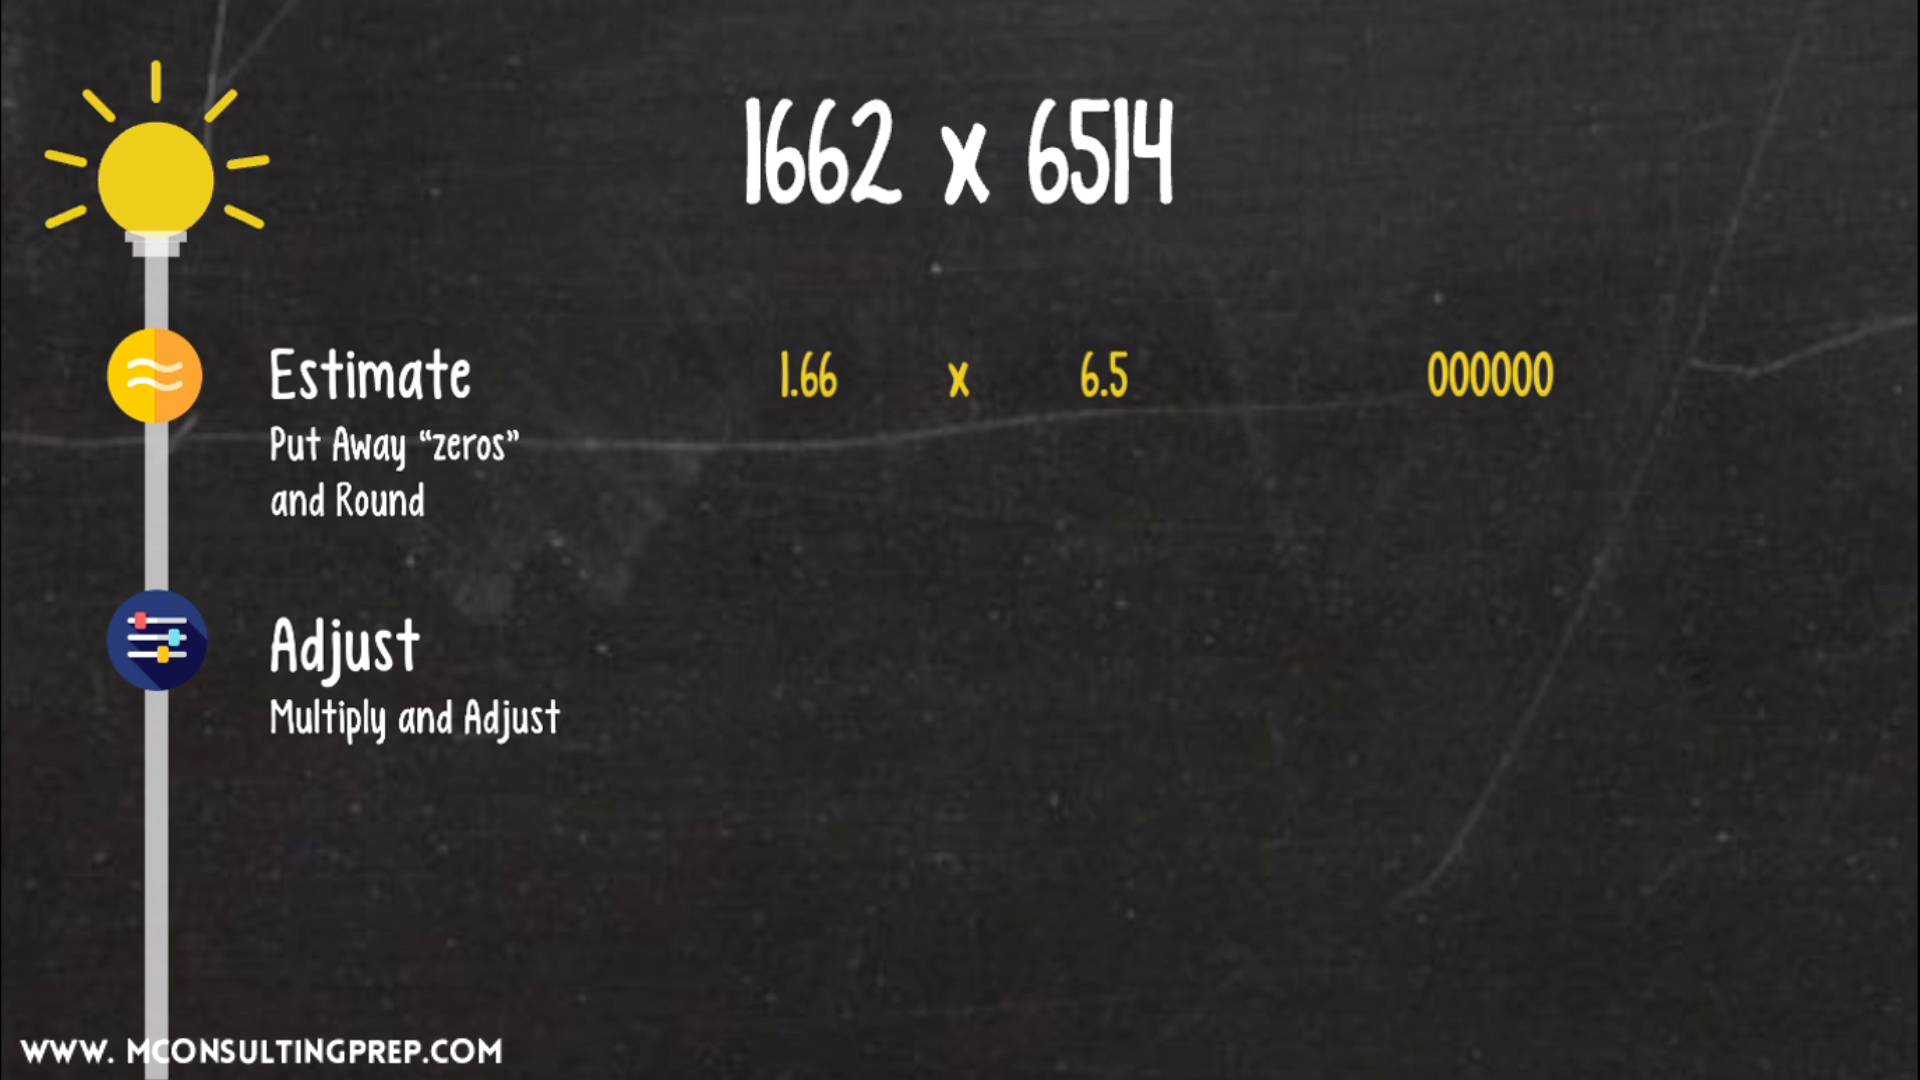 1662 x 6514
Estimate
1.66 x 6.5 000000
Put Away “zeros”
and Round
Adjust
Multiply and Adjust
WWW. MCONSULTINGPREP.COM